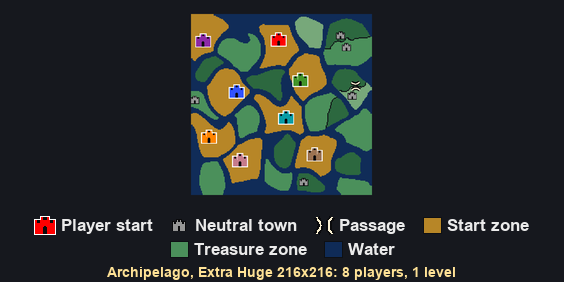 Player start Neutral town Passage Start zone
Treasure zone Water
Archipelago, Extra Huge 216x216: 8 players, 1 level